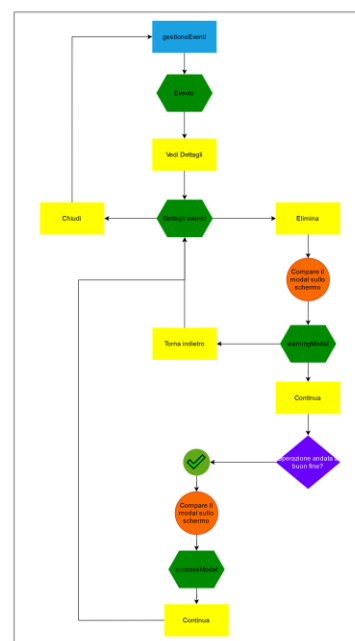 gestioneEventi
Evento
Vedi Dettagli
Chiudi
Dettagli evento
Elimina
Compare il
modal sullo
schermo
Torna indietro
warningModal
Continua
operazione andata a
buon fine?
Compare il
modal sullo
schermo
successModal
Continua